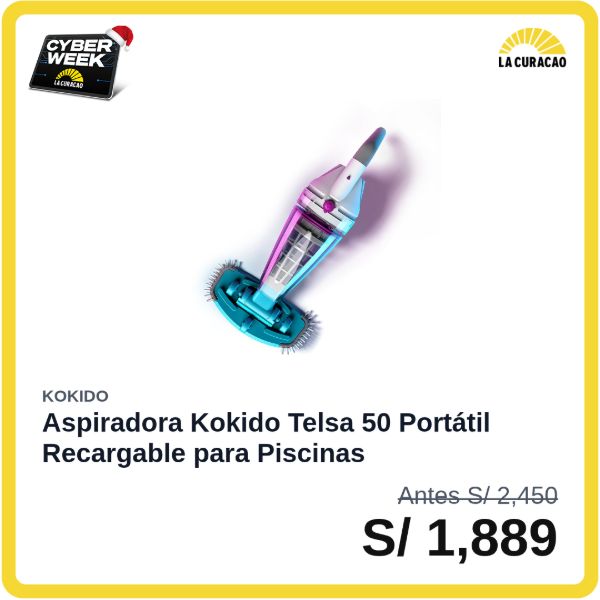 CYBER
WEEK
LA CURACAO
LA CURACAO
KOKIDO
Aspiradora Kokido Telsa 50 Portátil
Recargable para Piscinas
Antes S/ 2,450
S/ 1,889